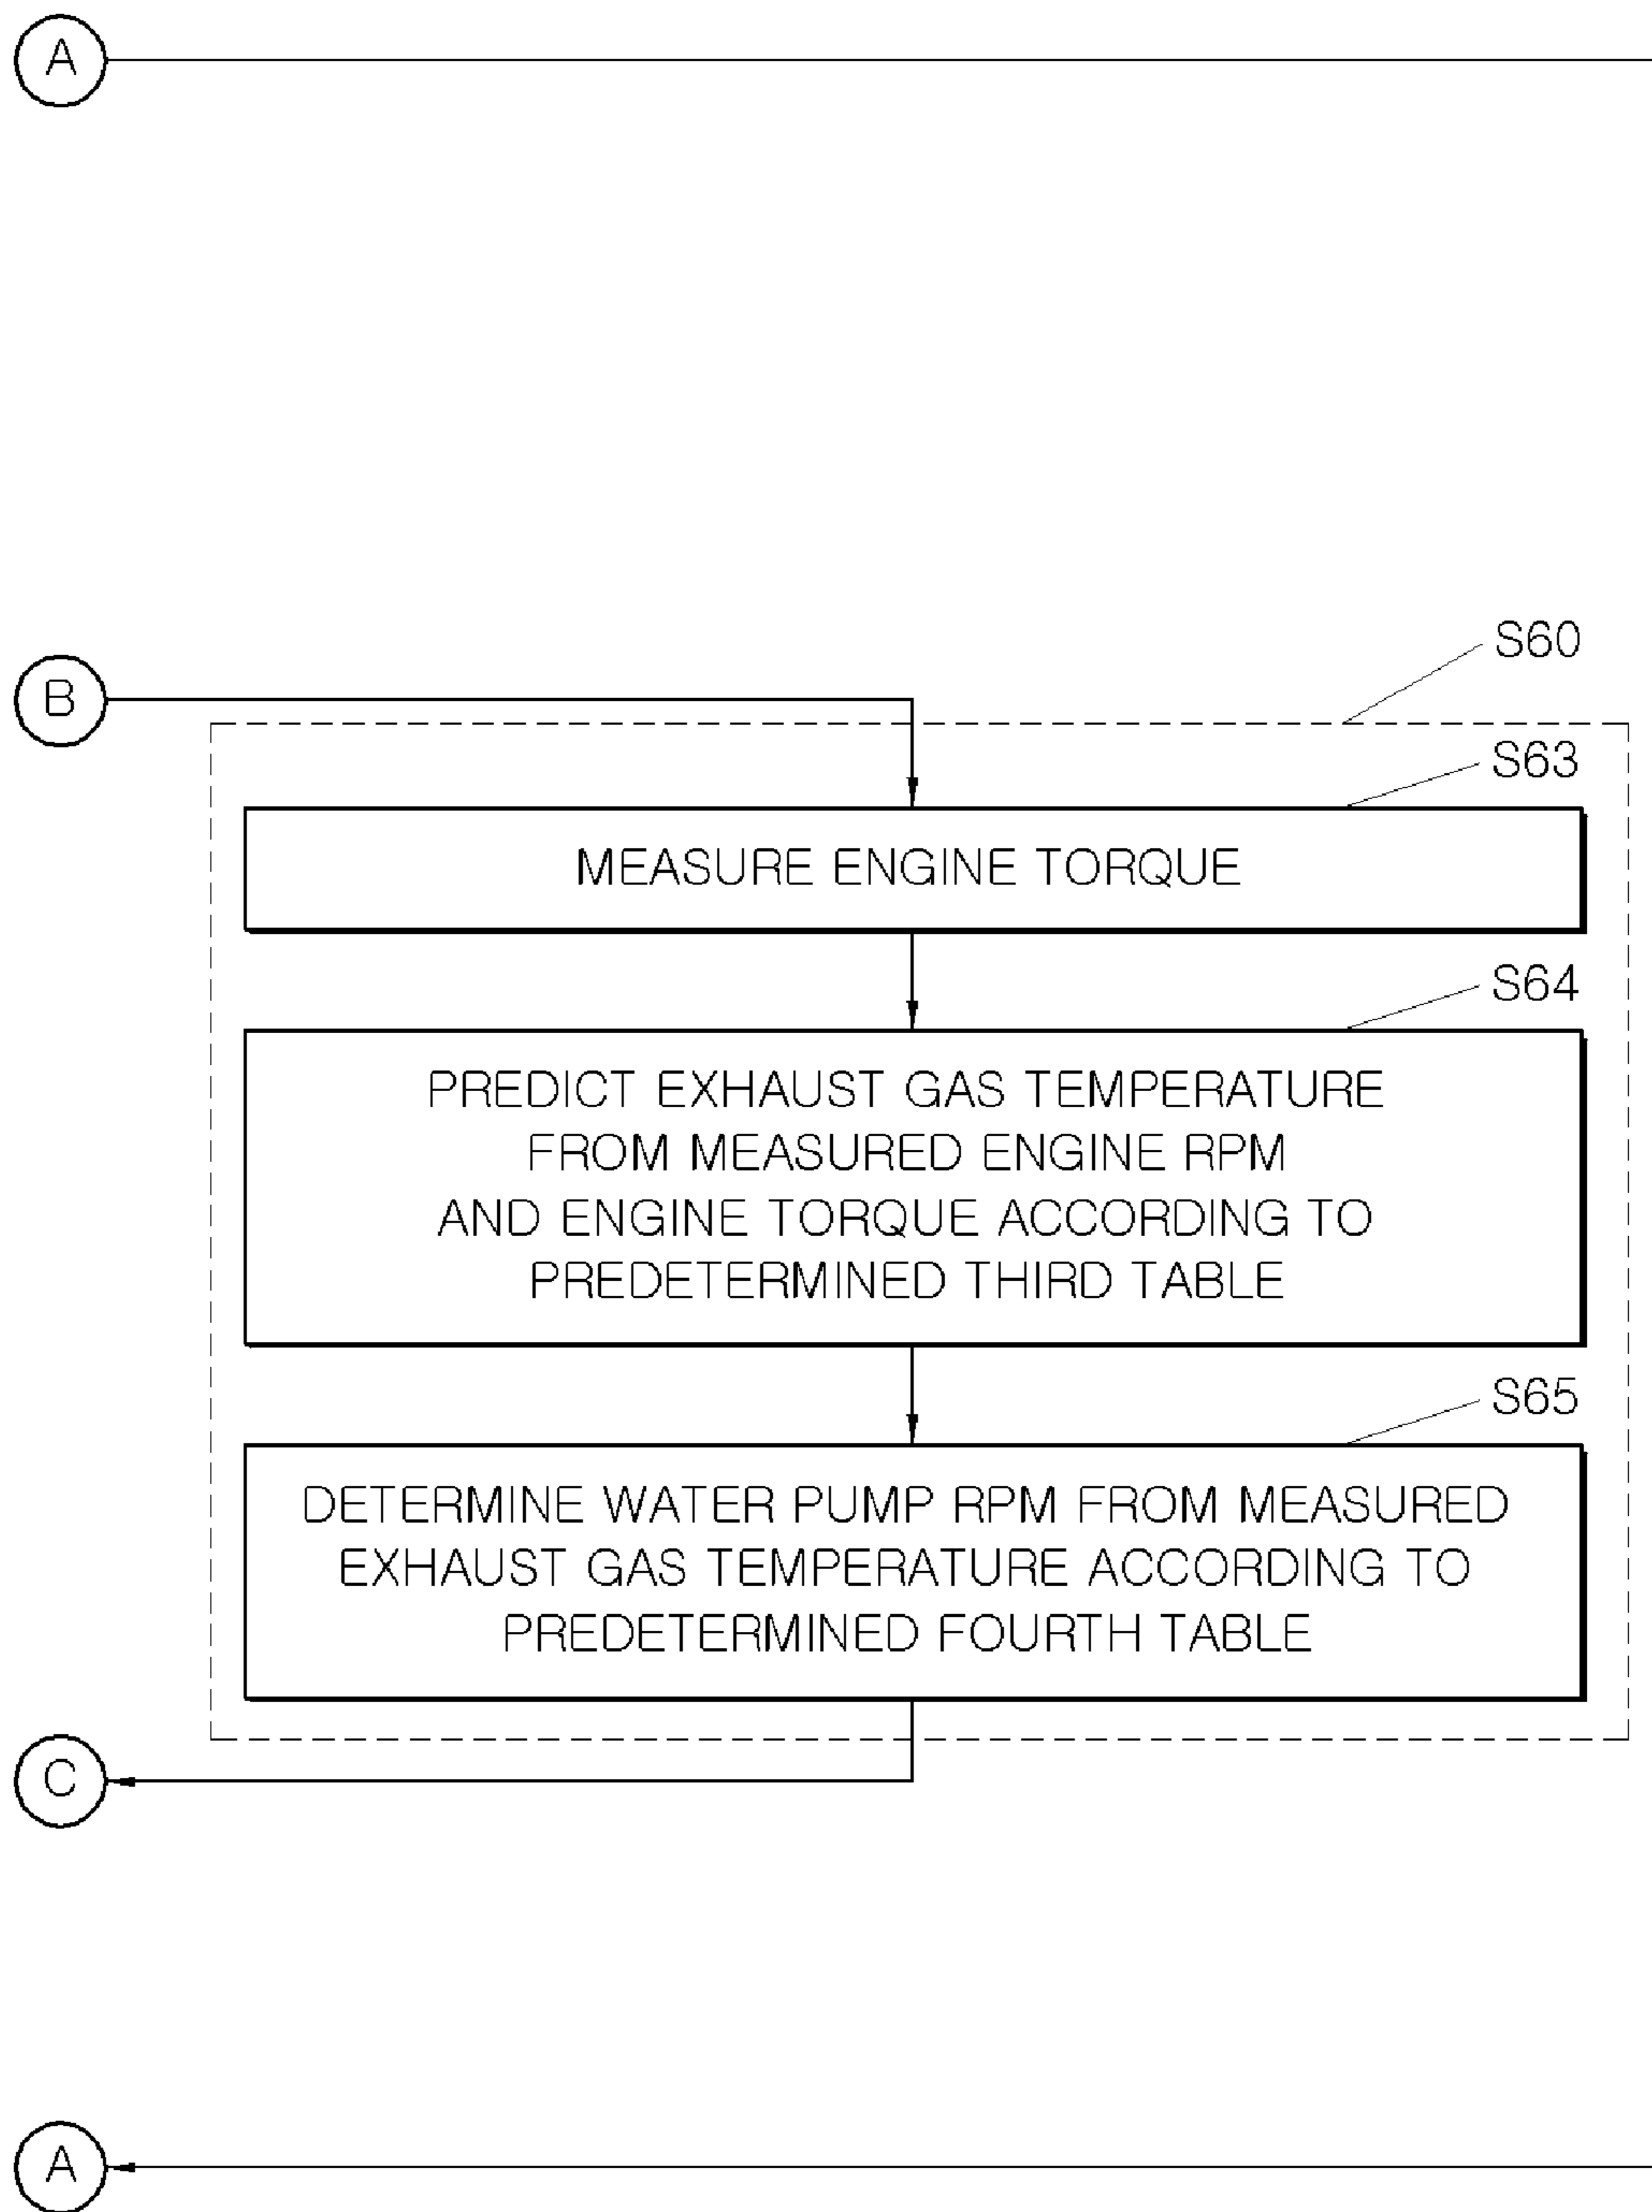 A
B
S60
S63
MEASURE ENGINE TORQUE
S64
PREDICT EXHAUST GAS TEMPERATURE
FROM MEASURED ENGINE RPM
AND ENGINE TORQUE ACCORDING TO
PREDETERMINED THIRD TABLE
S65
DETERMINE WATER PUMP RPM FROM MEASURED
EXHAUST GAS TEMPERATURE ACCORDING TO
PREDETERMINED FOURTH TABLE
C
A